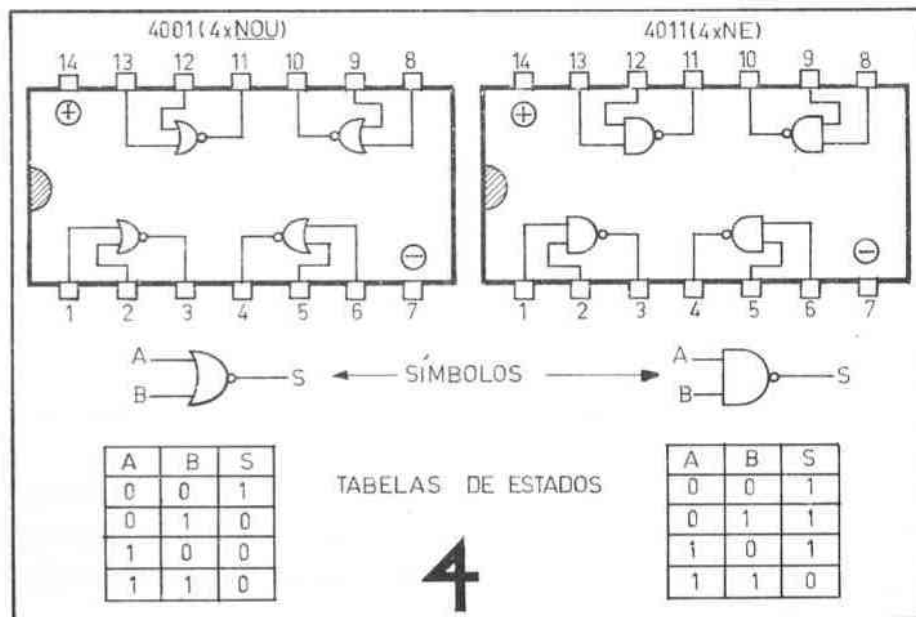 4001(4xNOU)
14 13 12 11 10 9 8
+
−
1 2 3 4 5 6 7
4011(4xNE)
14 13 12 11 10 9 8
+
−
1 2 3 4 5 6 7
A
B
S
SÍMBOLOS
A
B
S
A B S
0 0 1
0 1 0
1 0 0
1 1 0
TABELAS DE ESTADOS
A B S
0 0 1
0 1 1
1 0 1
1 1 0
4